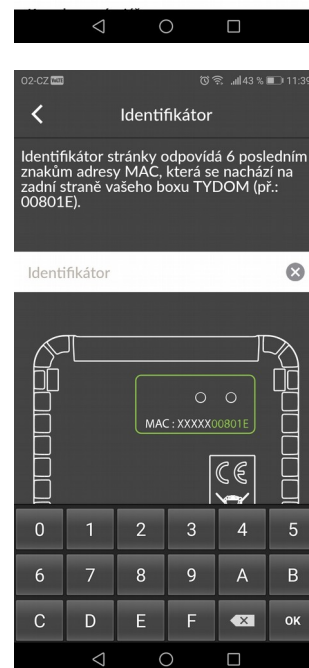 O2-CZ 43 % 11:39
Identifikátor
Identifikátor stránky odpovídá 6 posledním
znakům adresy MAC, která se nachází na
zadní straně vašeho boxu TYDOM (př.:
00801E).
Identifikátor
MAC : XXXXX00801E
CE
0 1 2 3 4 5
6 7 8 9 A B
C D E F OK